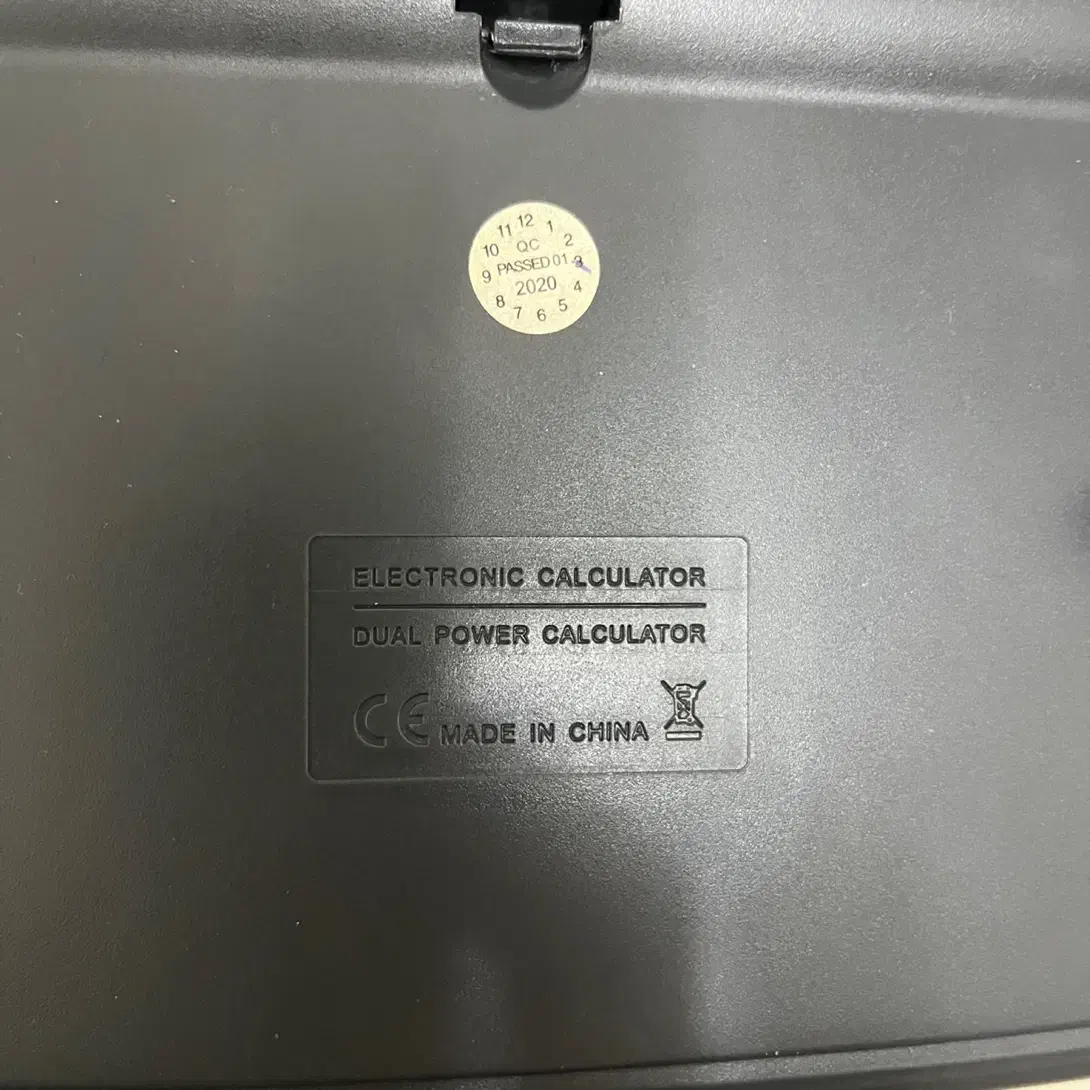 11 12 1
10 QC 2
9 PASSED 01 3
8 2020 4
7 6 5
ELECTRONIC CALCULATOR
DUAL POWER CALCULATOR
CE MADE IN CHINA